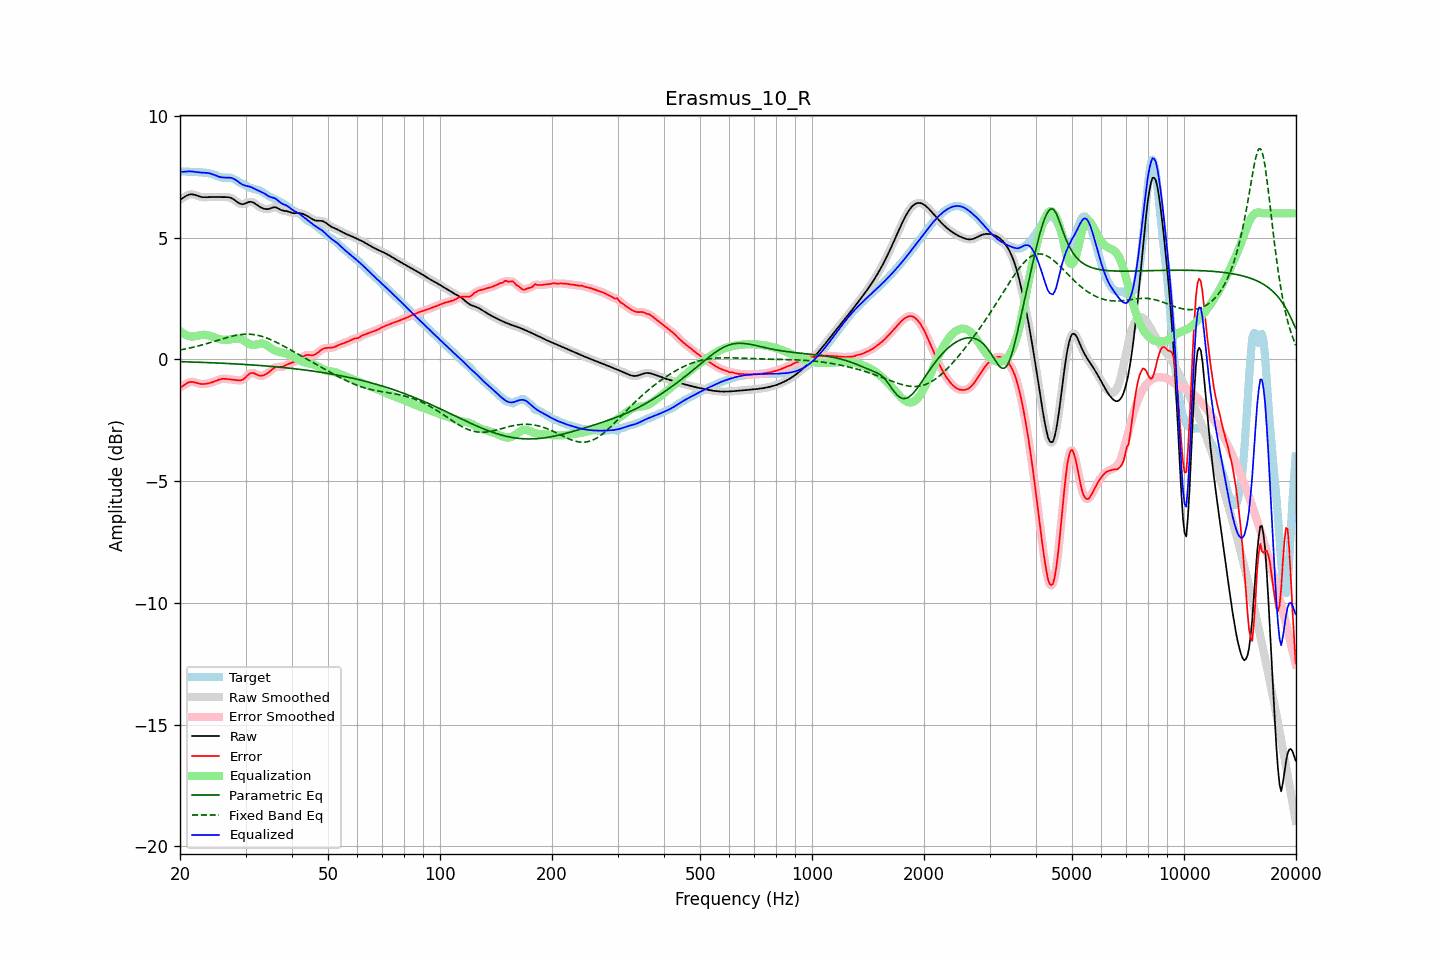 Erasmus_10_R
10
5
0
−5
−10
−15
−20
Amplitude (dBr)
Target
Raw Smoothed
Error Smoothed
Raw
Error
Equalization
Parametric Eq
Fixed Band Eq
Equalized
20 50 100 200 500 1000 2000 5000 10000 20000
Frequency (Hz)